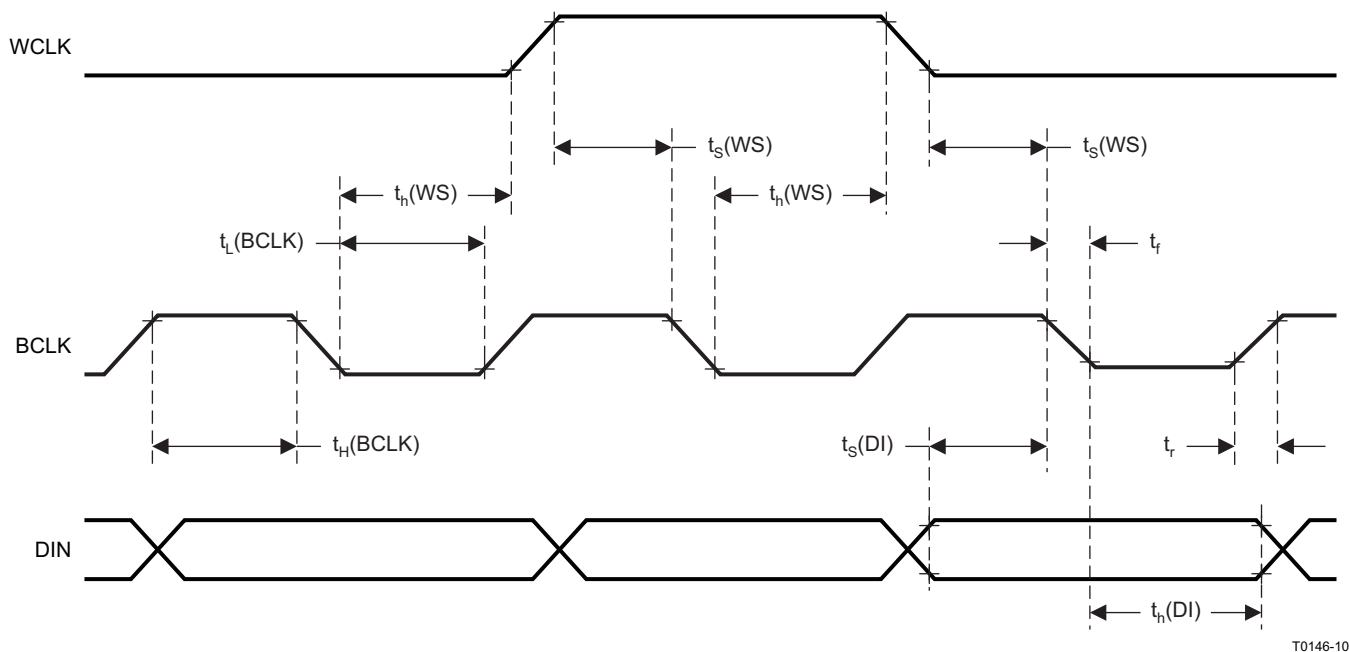 WCLK
t_S(WS)
t_S(WS)
t_h(WS)
t_h(WS)
t_L(BCLK)
t_f
BCLK
t_H(BCLK)
t_S(DI)
t_r
DIN
t_h(DI)
T0146-10